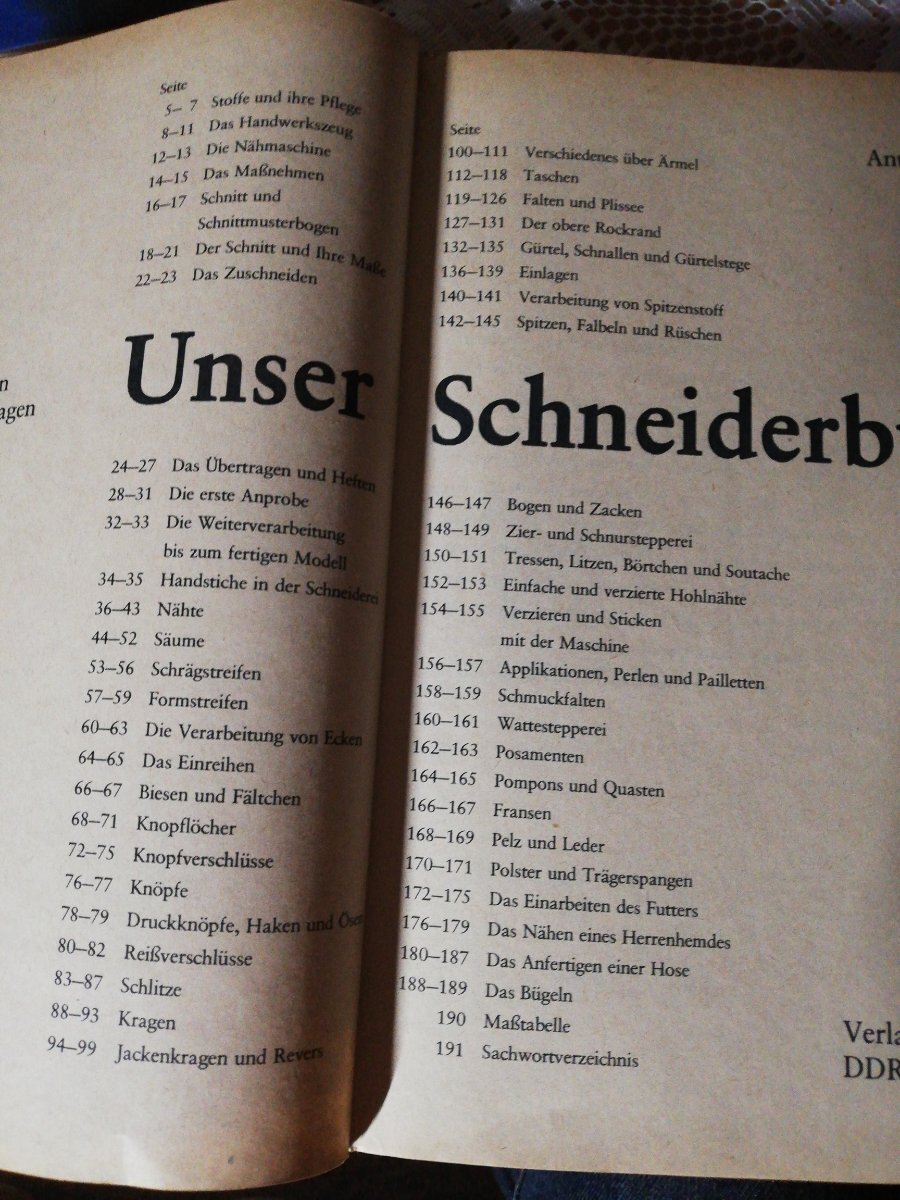 Seite
5– 7 Stoffe und ihre Pflege
8–11 Das Handwerkszeug
12–13 Die Nähmaschine
14–15 Das Maßnehmen
16–17 Schnitt und
Schnittmusterbogen
18–21 Der Schnitt und Ihre Maße
22–23 Das Zuschneiden
n
agen
Unser
24–27 Das Übertragen und Heften
28–31 Die erste Anprobe
32–33 Die Weiterverarbeitung
bis zum fertigen Modell
34–35 Handstiche in der Schneiderei
36–43 Nähte
44–52 Säume
53–56 Schrägstreifen
57–59 Formstreifen
60–63 Die Verarbeitung von Ecken
64–65 Das Einreihen
66–67 Biesen und Fältchen
68–71 Knopflöcher
72–75 Knopfverschlüsse
76–77 Knöpfe
78–79 Druckknöpfe, Haken und Ösen
80–82 Reißverschlüsse
83–87 Schlitze
88–93 Kragen
94–99 Jackenkragen und Revers
Seite
100–111 Verschiedenes über Ärmel
112–118 Taschen
119–126 Falten und Plissee
127–131 Der obere Rockrand
132–135 Gürtel, Schnallen und Gürtelstege
136–139 Einlagen
140–141 Verarbeitung von Spitzenstoff
142–145 Spitzen, Falbeln und Rüschen
Schneiderb
146–147 Bogen und Zacken
148–149 Zier- und Schnurstepperei
150–151 Tressen, Litzen, Börtchen und Soutache
152–153 Einfache und verzierte Hohlnähte
154–155 Verzieren und Sticken
mit der Maschine
156–157 Applikationen, Perlen und Pailletten
158–159 Schmuckfalten
160–161 Wattestepperei
162–163 Posamenten
164–165 Pompons und Quasten
166–167 Fransen
168–169 Pelz und Leder
170–171 Polster und Trägerspangen
172–175 Das Einarbeiten des Futters
176–179 Das Nähen eines Herrenhemdes
180–187 Das Anfertigen einer Hose
188–189 Das Bügeln
190 Maßtabelle
191 Sachwortverzeichnis
Verla
DDR